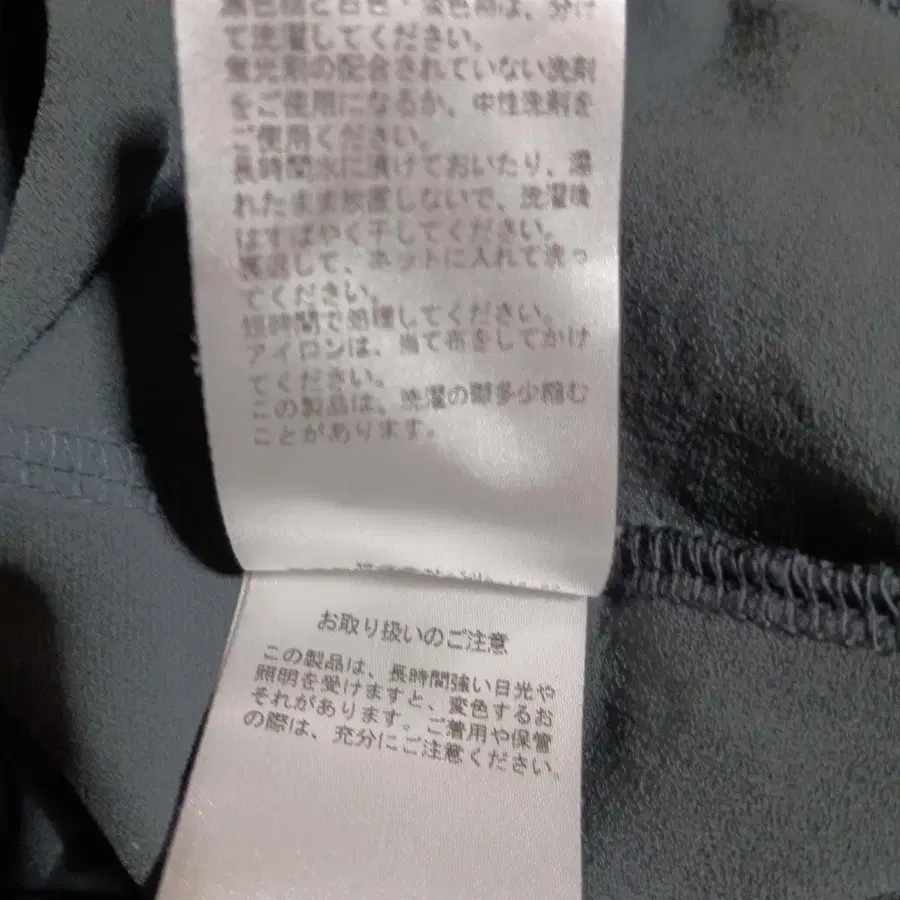 て洗濯してください。
蛍光剤の配合されていない洗剤
をご使用になるか、中性洗剤を
ご使用ください。
長時間水に漬けておいたり、濡
れたまま放置しないで、洗濯後
はすばやく干してください。
裏返して、ネットに入れて洗っ
てください。
短時間で処理してください。
アイロンは、当て布をしてかけ
てください。
この製品は、洗濯の際多少縮む
ことがあります。
お取り扱いのご注意
この製品は、長時間強い日光や
照明を受けますと、変色するお
それがあります。ご着用や保管
の際は、充分にご注意ください。